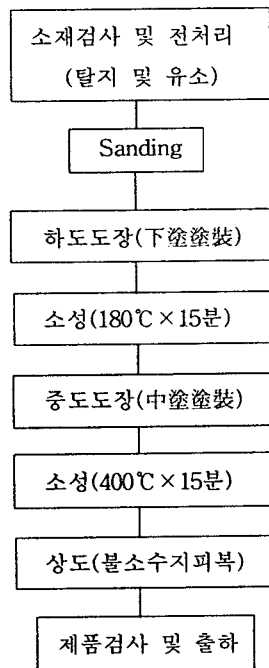 소재검사 및 전처리
(탈지 및 유소)
Sanding
하도도장(下塗塗裝)
소성(180℃×15분)
중도도장(中塗塗裝)
소성(400℃×15분)
상도(불소수지피복)
제품검사 및 출하